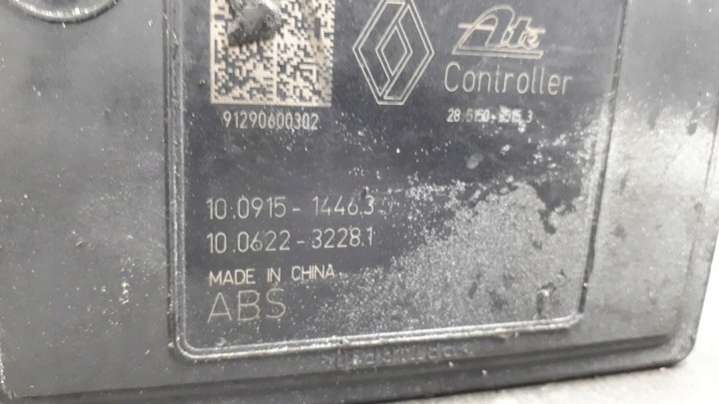 Ate
Controller
91290600302
10.0915-1446.3
10.0622-3228.1
MADE IN CHINA
ABS